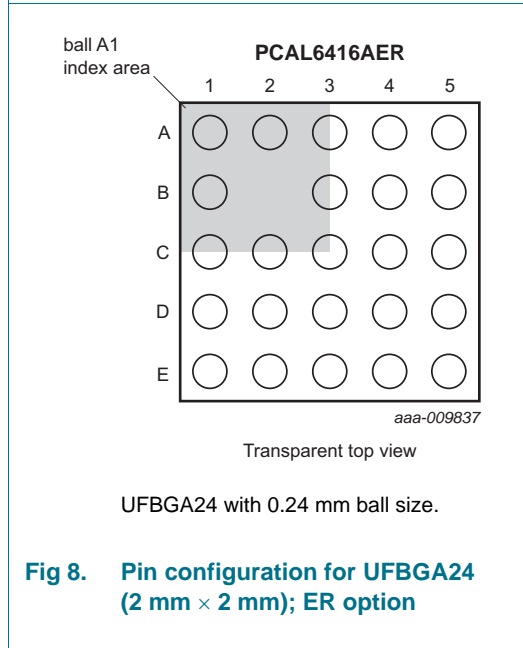 ball A1
index area
PCAL6416AER
1 2 3 4 5
A
B
C
D
E
aaa-009837
Transparent top view
UFBGA24 with 0.24 mm ball size.
Fig 8. Pin configuration for UFBGA24
(2 mm × 2 mm); ER option